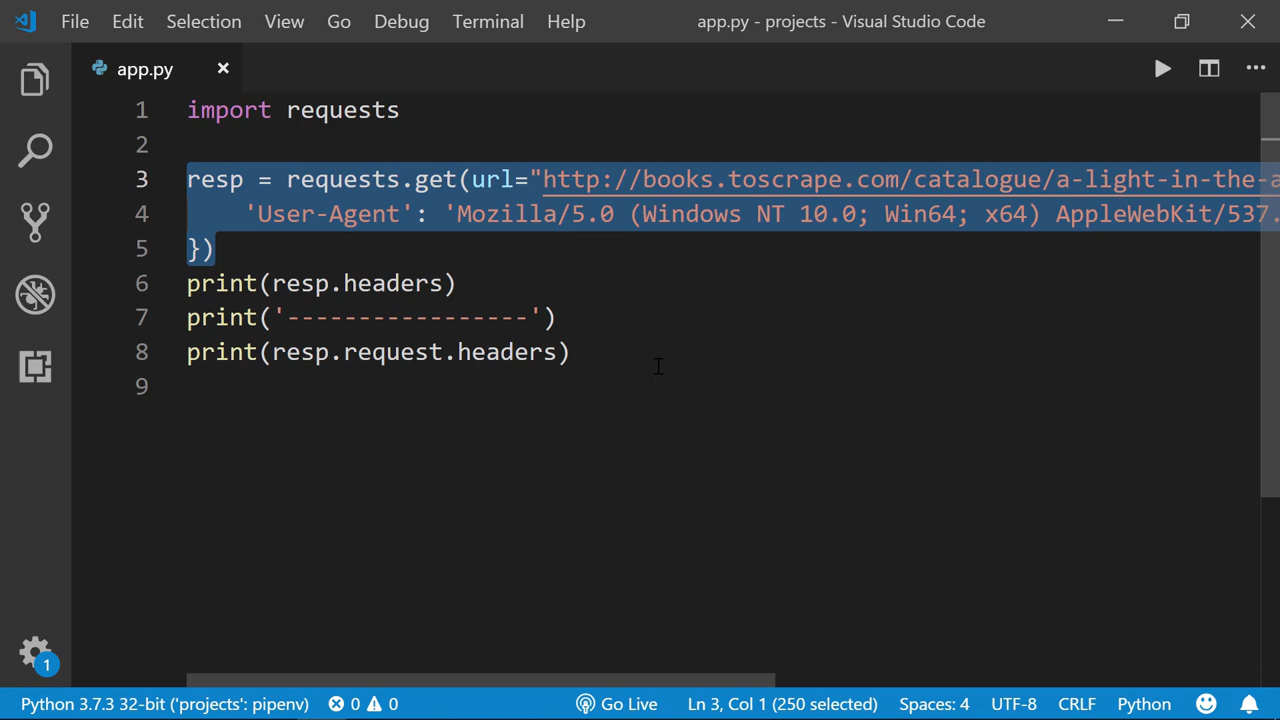 File Edit Selection View Go Debug Terminal Help app.py - projects - Visual Studio Code
app.py
1 import requests
2
3 resp = requests.get(url="http://books.toscrape.com/catalogue/a-light-in-the-a
4 'User-Agent': 'Mozilla/5.0 (Windows NT 10.0; Win64; x64) AppleWebKit/537.
5 })
6 print(resp.headers)
7 print('-----------------')
8 print(resp.request.headers)
9
1
Python 3.7.3 32-bit ('projects': pipenv) 0 0 Go Live Ln 3, Col 1 (250 selected) Spaces: 4 UTF-8 CRLF Python